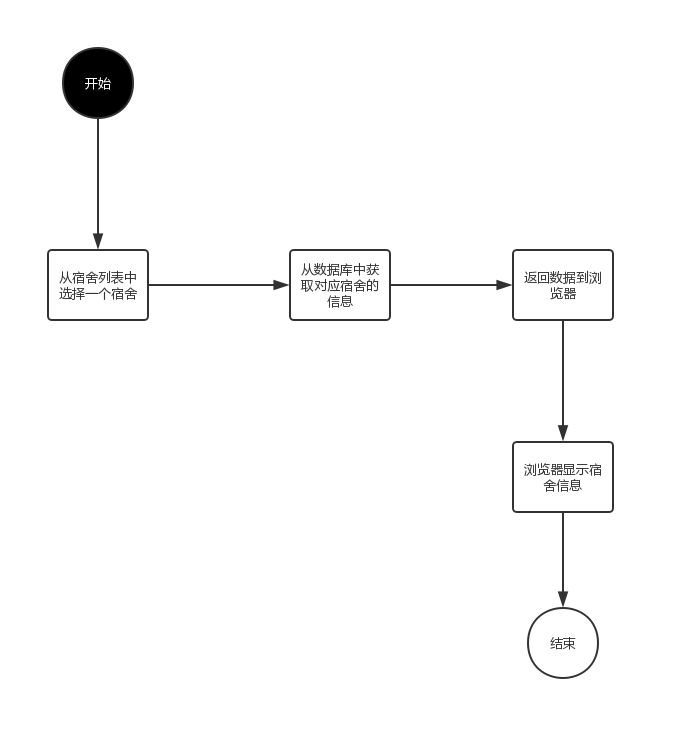 开始
从宿舍列表中
选择一个宿舍
从数据库中获
取对应宿舍的
信息
返回数据到浏
览器
浏览器显示宿
舍信息
结束